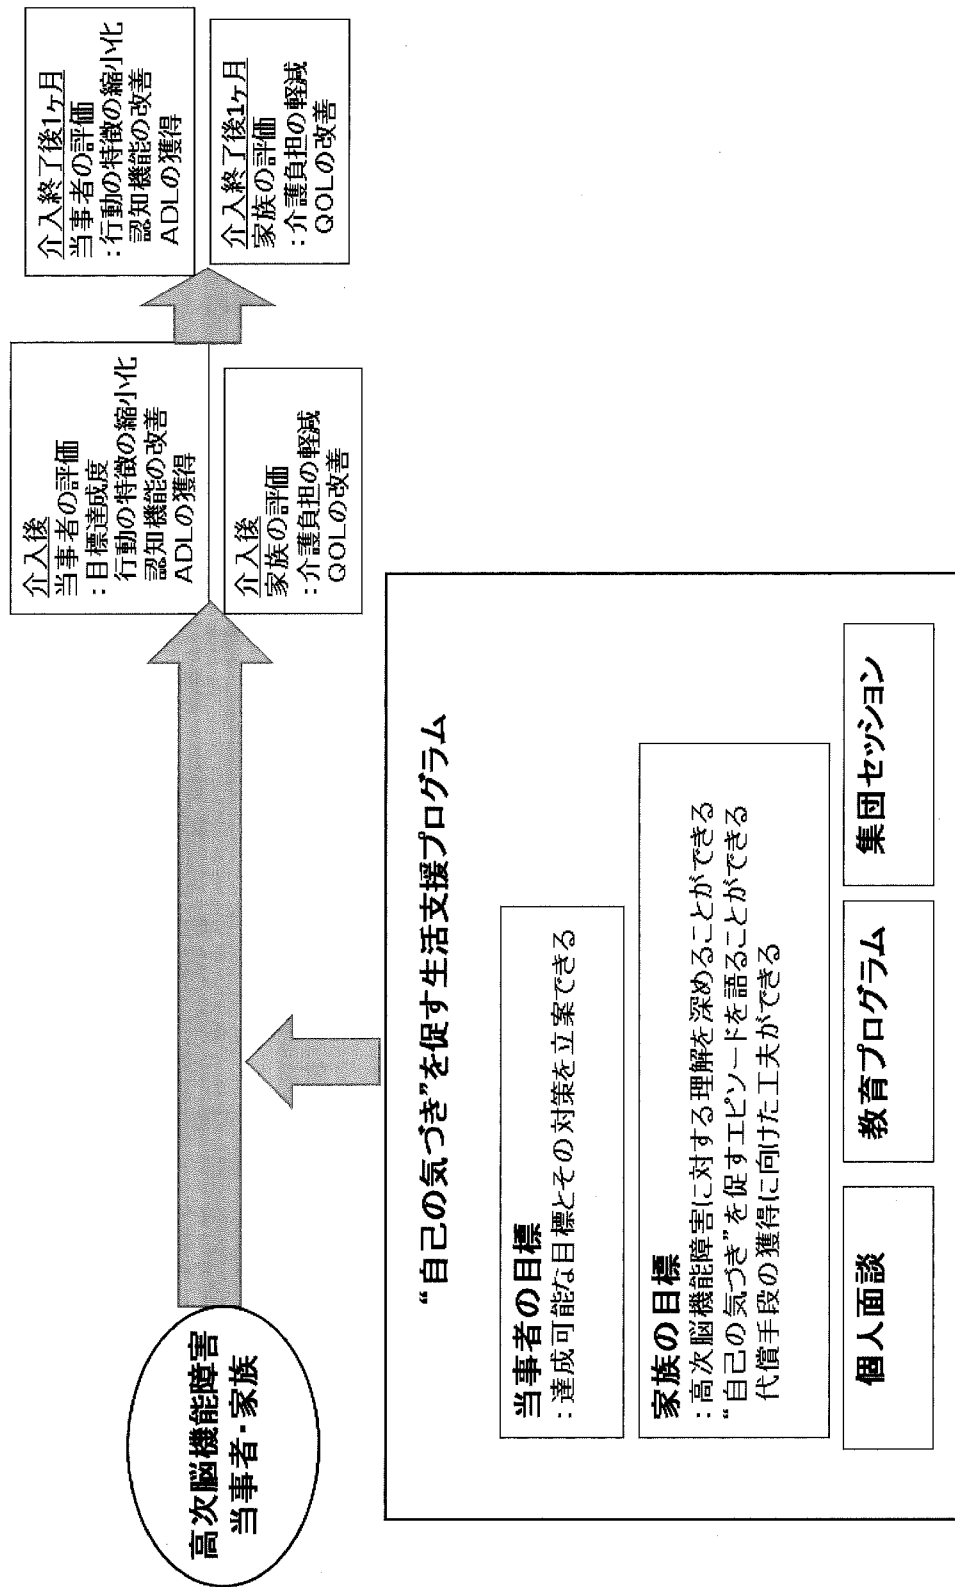 高次脳機能障害
当事者・家族
介入後
当事者の評価
:目標達成度
行動の特徴の縮小化
認知機能の改善
ADLの獲得
介入後
家族の評価
:介護負担の軽減
QOLの改善
介入終了後1ヶ月
当事者の評価
:行動の特徴の縮小化
認知機能の改善
ADLの獲得
介入終了後1ヶ月
家族の評価
:介護負担の軽減
QOLの改善
“自己の気づき”を促す生活支援プログラム
当事者の目標
:達成可能な目標とその対策を立案できる
家族の目標
:高次脳機能障害に対する理解を深めることができる
“自己の気づき”を促すエピソードを語ることができる
代償手段の獲得に向けた工夫ができる
個人面談
教育プログラム
集団セッション